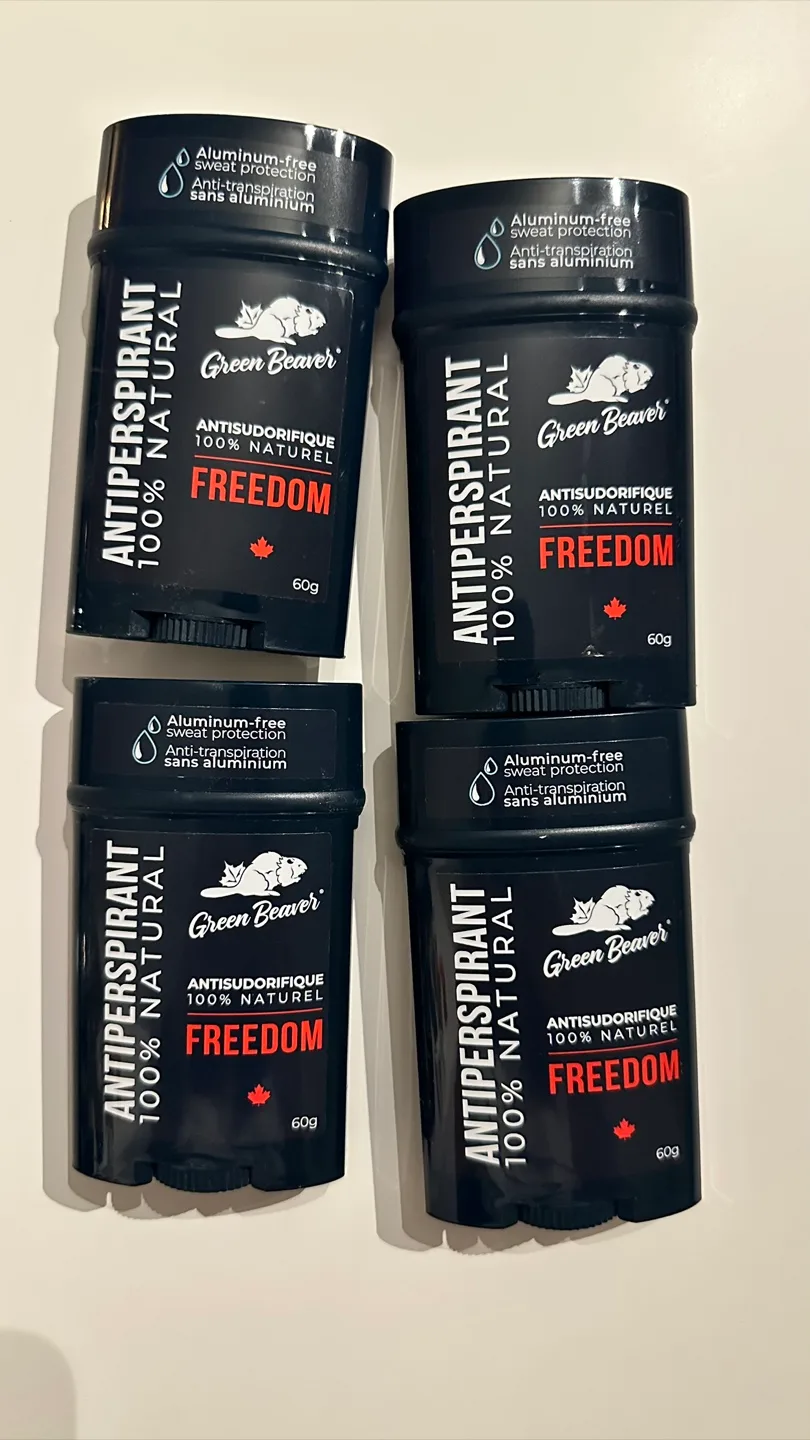 Aluminum-free
sweat protection
Anti-transpiration
sans aluminium
ANTIPERSPIRANT
100% NATURAL
Green Beaver®
ANTISUDORIFIQUE
100% NATUREL
FREEDOM
60g
Aluminum-free
sweat protection
Anti-transpiration
sans aluminium
ANTIPERSPIRANT
100% NATURAL
Green Beaver®
ANTISUDORIFIQUE
100% NATUREL
FREEDOM
60g
Aluminum-free
sweat protection
Anti-transpiration
sans aluminium
ANTIPERSPIRANT
100% NATURAL
Green Beaver®
ANTISUDORIFIQUE
100% NATUREL
FREEDOM
60g
Aluminum-free
sweat protection
Anti-transpiration
sans aluminium
ANTIPERSPIRANT
100% NATURAL
Green Beaver®
ANTISUDORIFIQUE
100% NATUREL
FREEDOM
60g